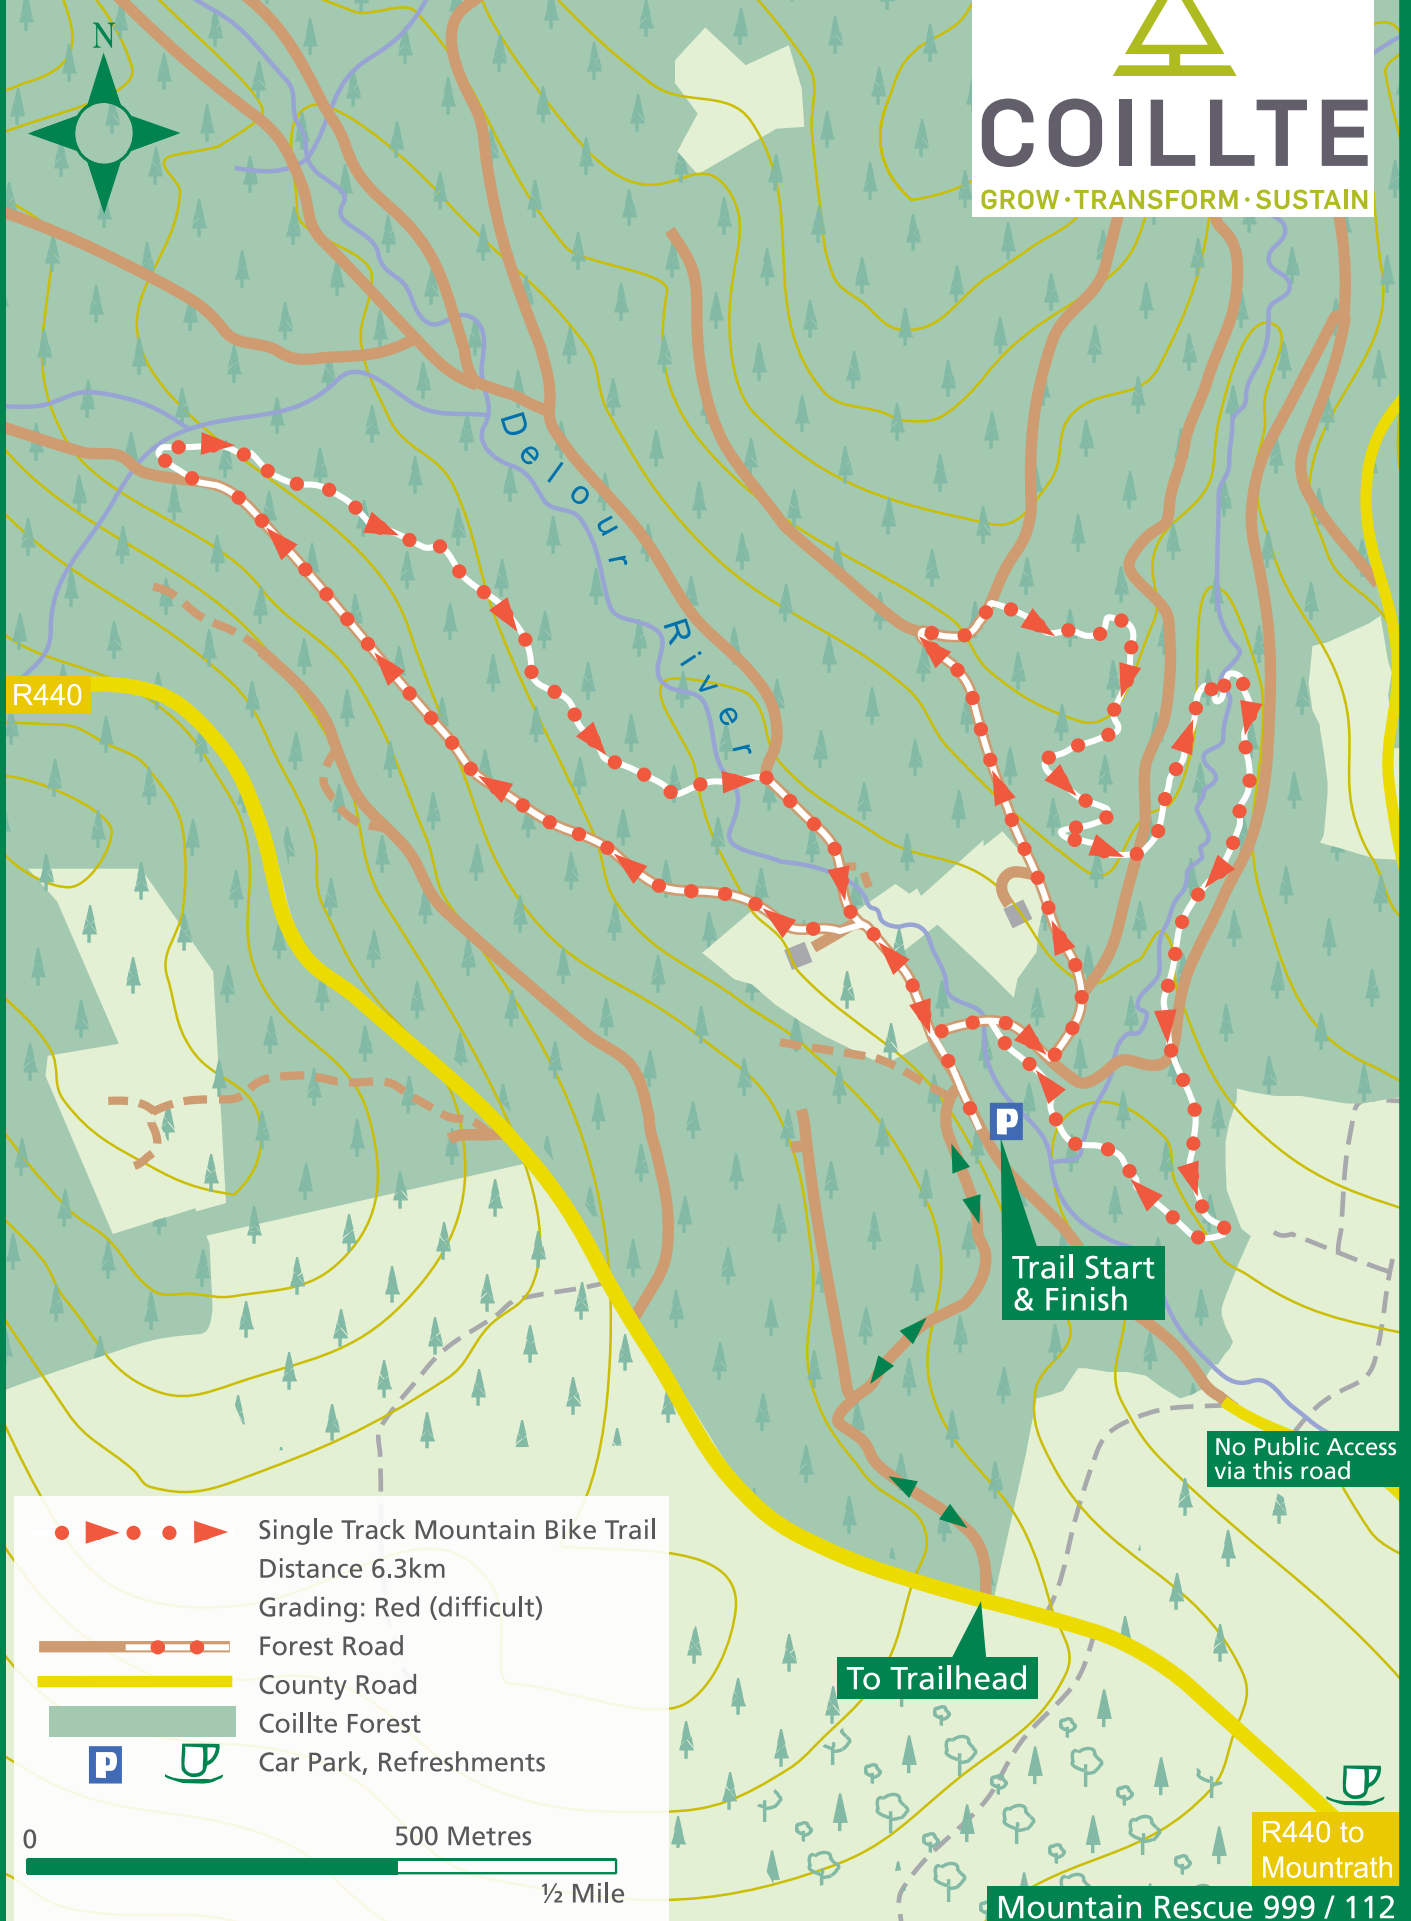 N
COILLTE
GROW · TRANSFORM · SUSTAIN
Delour River
R440
P
Trail Start
& Finish
No Public Access
via this road
To Trailhead
Single Track Mountain Bike Trail
Distance 6.3km
Grading: Red (difficult)
Forest Road
County Road
Coillte Forest
P
Car Park, Refreshments
0
500 Metres
½ Mile
R440 to
Mountrath
Mountain Rescue 999 / 112